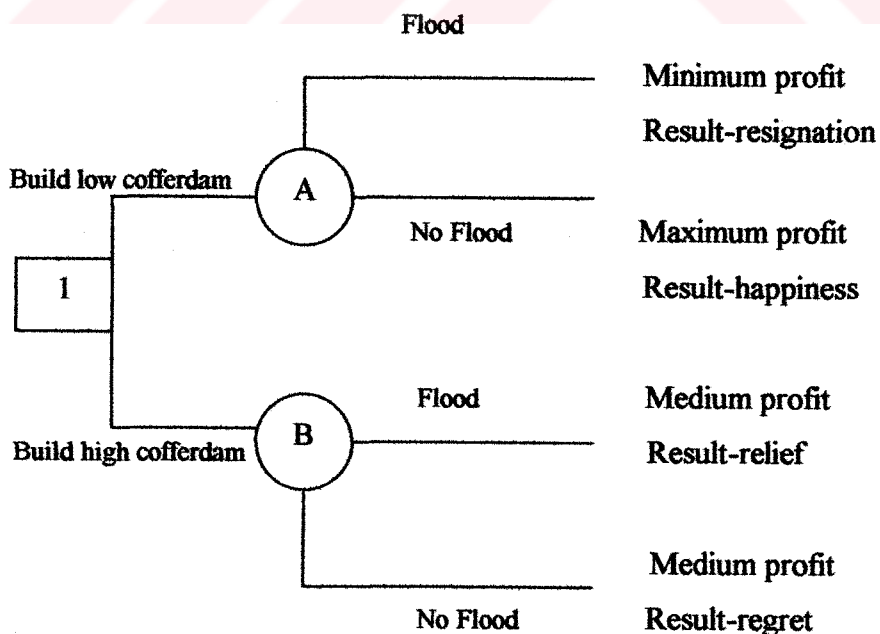 Flood
Minimum profit
Result-resignation
Build low cofferdam
A
No Flood
Maximum profit
Result-happiness
1
Flood
Medium profit
B
Build high cofferdam
Result-relief
Medium profit
No Flood
Result-regret